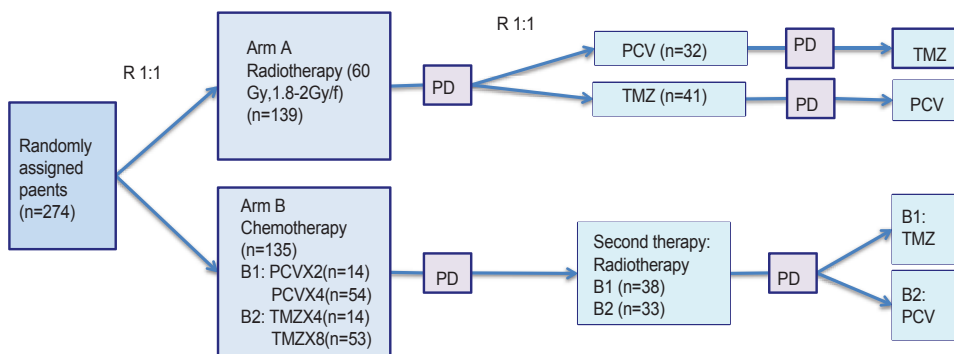 R 1:1
Arm A
Radiotherapy (60
Gy,1.8-2Gy/f)
(n=139)
PD
R 1:1
PCV (n=32)
PD
TMZ
TMZ (n=41)
PD
PCV
Randomly
assigned
paents
(n=274)
Arm B
Chemotherapy
(n=135)
B1: PCVX2(n=14)
PCVX4(n=54)
B2: TMZX4(n=14)
TMZX8(n=53)
PD
Second therapy:
Radiotherapy
B1 (n=38)
B2 (n=33)
PD
B1:
TMZ
B2:
PCV